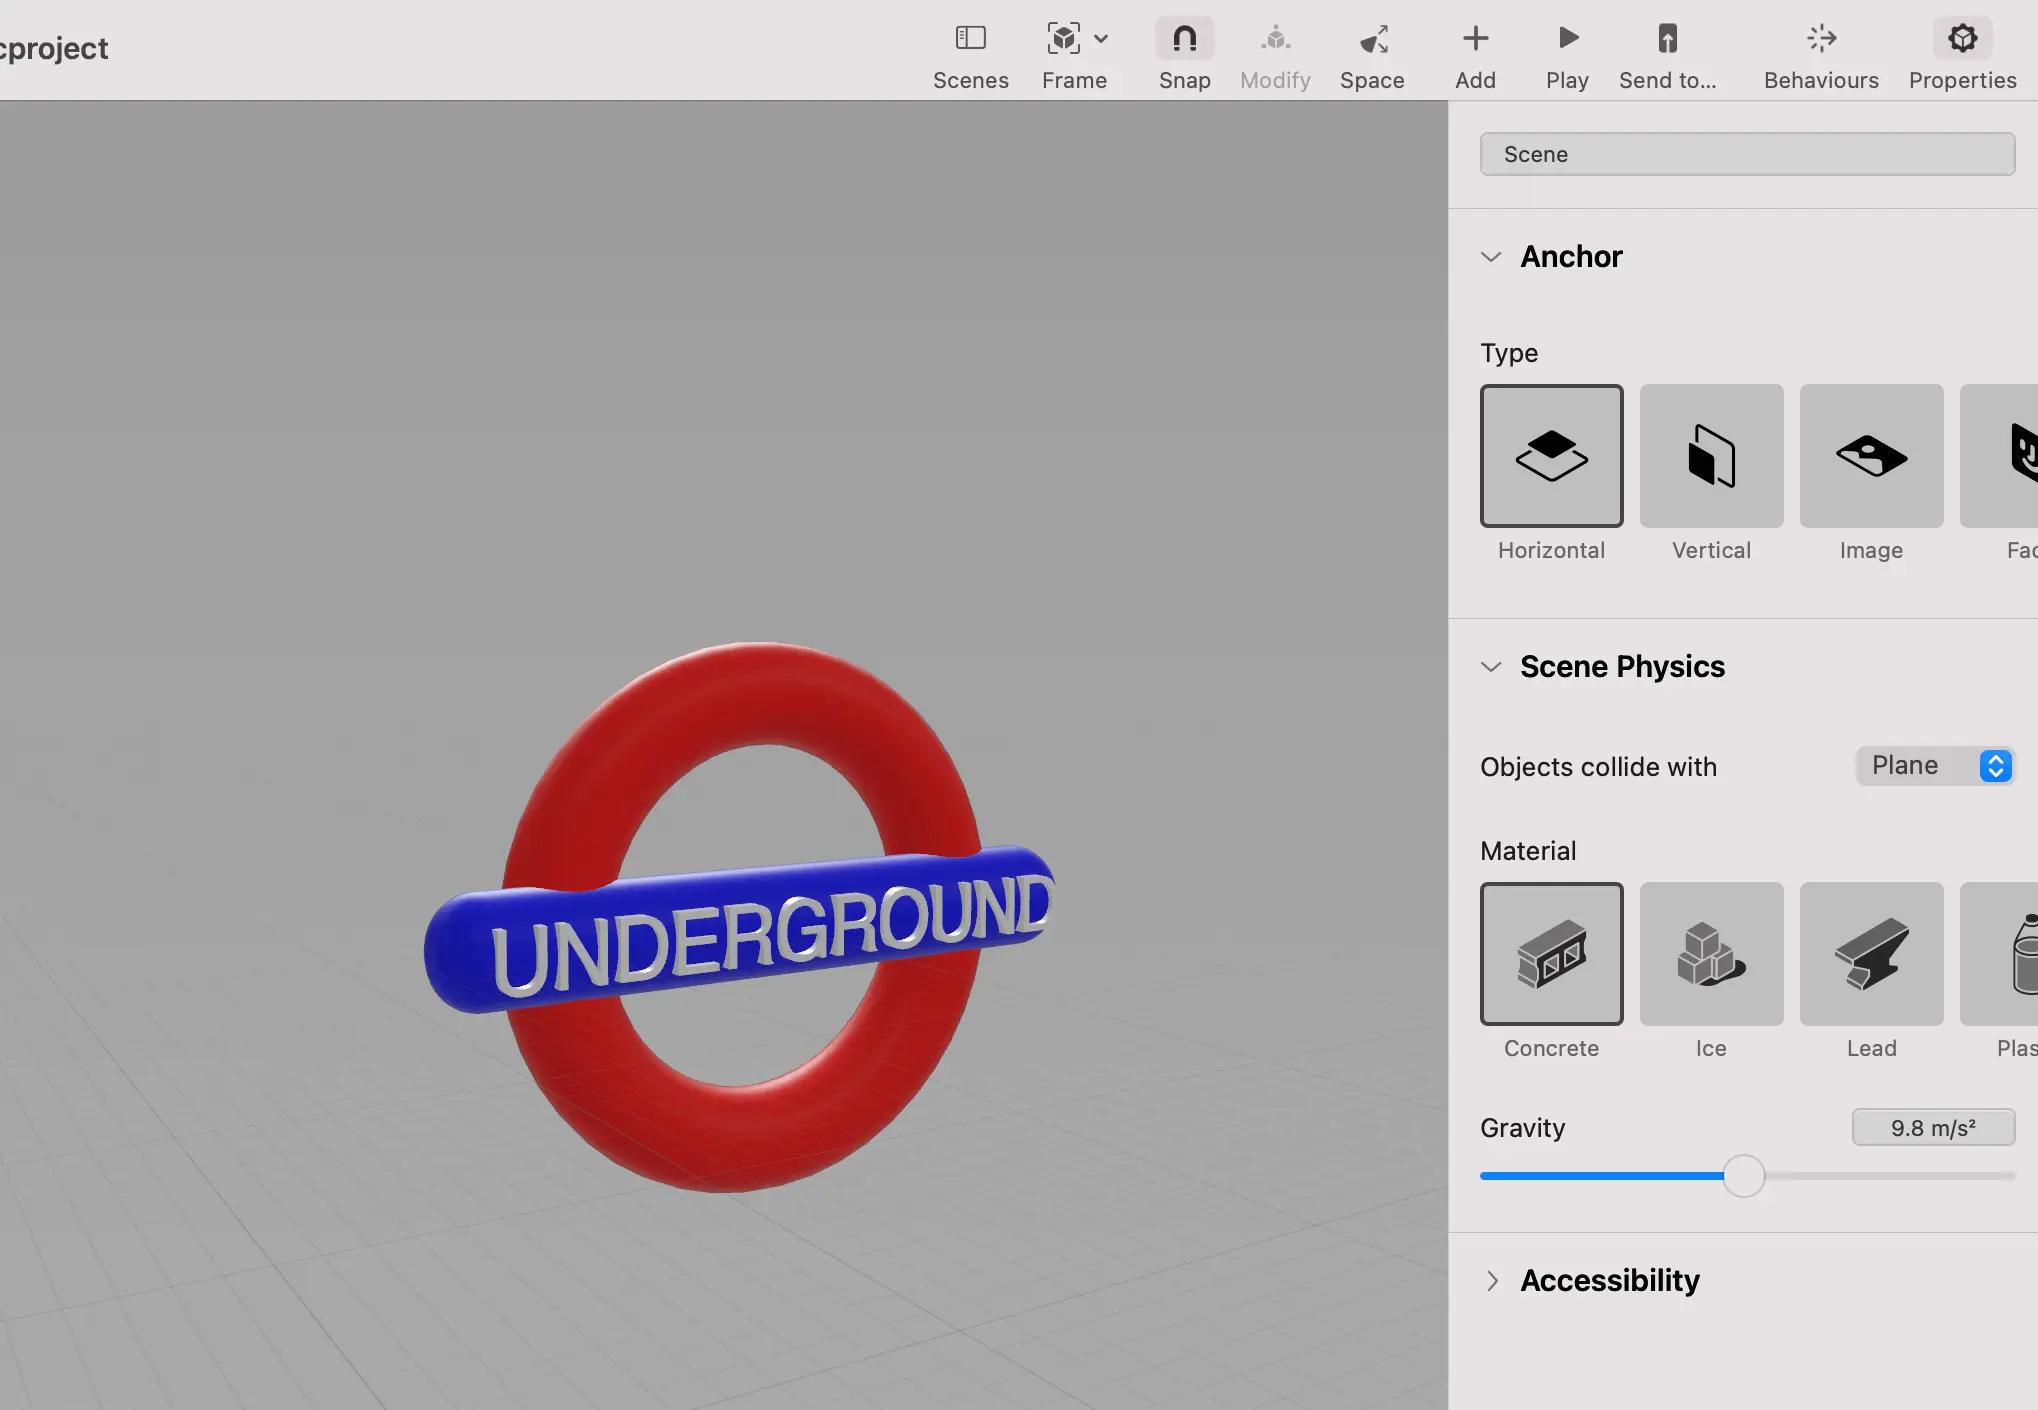 cproject
Scenes Frame Snap Modify Space Add Play Send to... Behaviours Properties
Scene
Anchor
Type
Horizontal Vertical Image Fac
Scene Physics
Objects collide with Plane
Material
Concrete Ice Lead Plas
Gravity 9.8 m/s²
Accessibility
UNDERGROUND